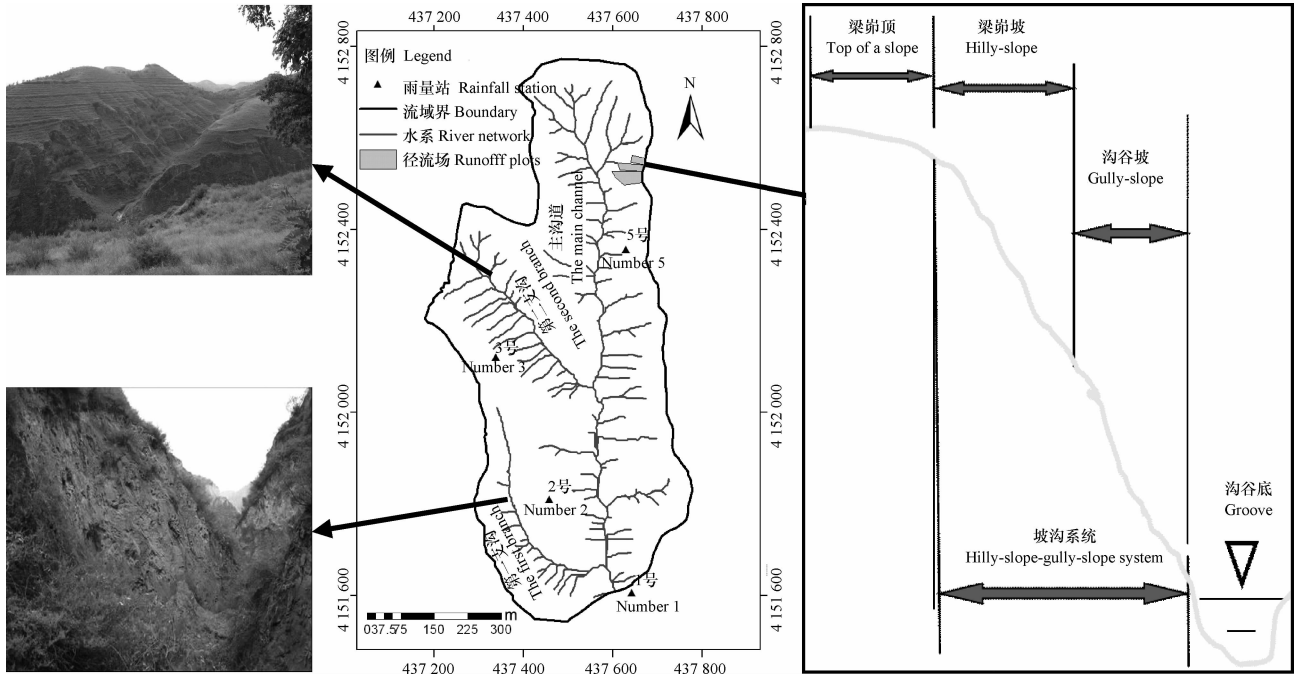 437 200
437 400
437 600
437 800
4 152 800
4 152 400
4 152 000
4 151 600
图例 Legend
雨量站 Rainfall station
流域界 Boundary
水系 River network
径流场 Runofff plots
N
主沟道
The main channel
第二支沟
The second branch
The first branch
5号
Number 5
3号
Number 3
2号
Number 2
1号
Number 1
037.575 150 225 300 m
4 152 800
4 152 400
4 152 000
4 151 600
437 200
437 400
437 600
437 800
梁峁顶
Top of a slope
梁峁坡
Hilly-slope
沟谷坡
Gully-slope
沟谷底
Groove
坡沟系统
Hilly-slope-gully-slope system